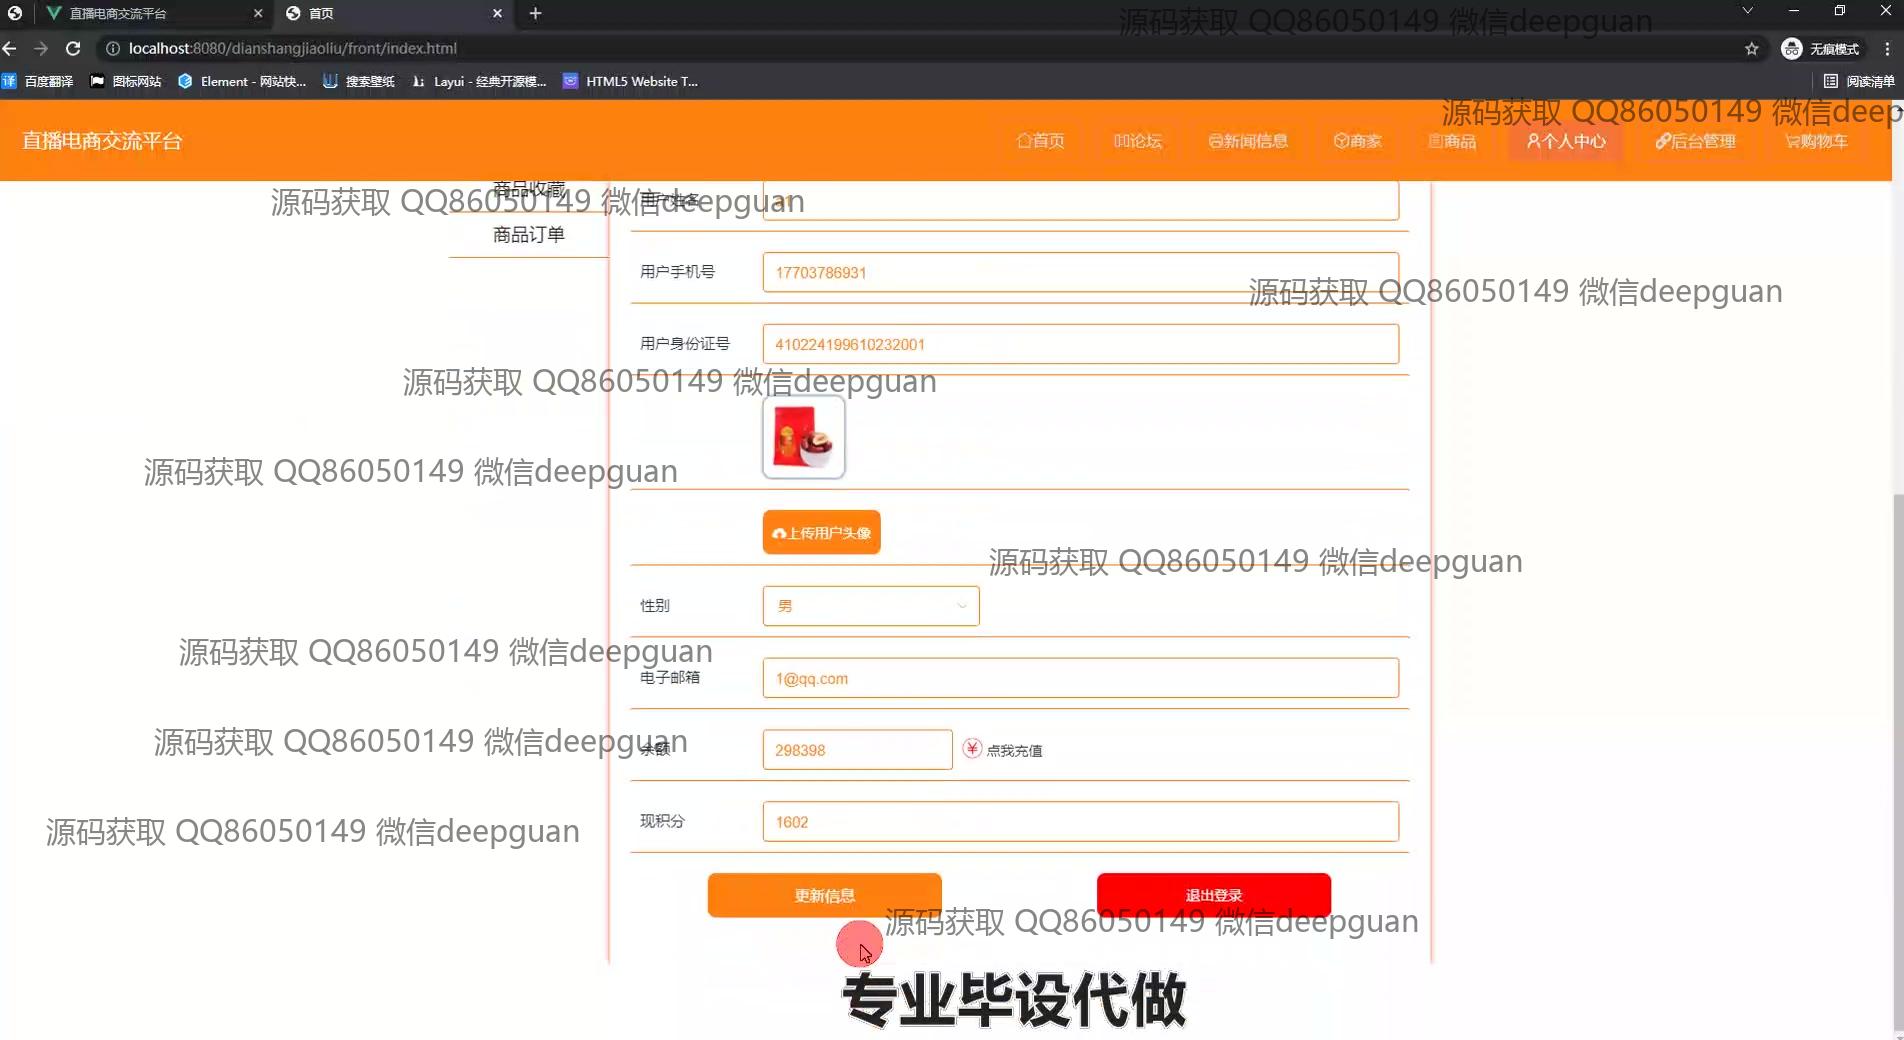 直播电商交流平台
首页
源码获取 QQ86050149 微信deepguan
localhost:8080/dianshangjiaoliu/front/index.html
无痕模式
译 百度翻译
图标网站
Element - 网站快...
搜索壁纸
Layui - 经典开源模...
HTML5 Website T...
阅读清单
源码获取 QQ86050149 微信deep
直播电商交流平台
首页
论坛
新闻信息
商家
商品
个人中心
后台管理
购物车
商品收藏
用户姓名
源码获取 QQ86050149 微信deepguan
商品订单
用户手机号
17703786931
源码获取 QQ86050149 微信deepguan
用户身份证号
410224199610232001
源码获取 QQ86050149 微信deepguan
源码获取 QQ86050149 微信deepguan
上传用户头像
源码获取 QQ86050149 微信deepguan
性别
男
源码获取 QQ86050149 微信deepguan
电子邮箱
1@qq.com
源码获取 QQ86050149 微信deepguan
余额
298398
¥ 点我充值
现积分
1602
源码获取 QQ86050149 微信deepguan
更新信息
退出登录
源码获取 QQ86050149 微信deepguan
专业毕设代做